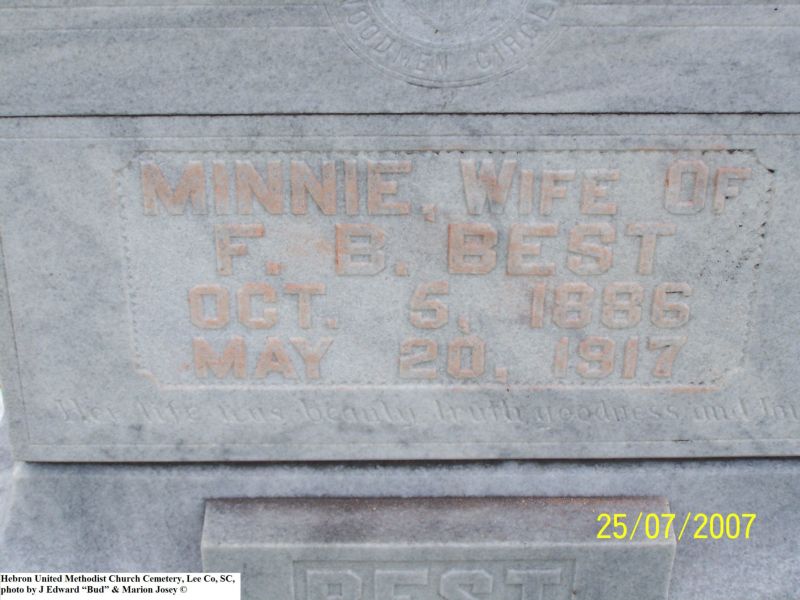 WOODMEN CIRCLE
MINNIE, WIFE OF
F. B. BEST
OCT. 5, 1886
MAY 20, 1917
Her life was beauty truth goodness and
BEST
25/07/2007
Hebron United Methodist Church Cemetery, Lee Co, SC,
photo by J Edward “Bud” & Marion Josey ©